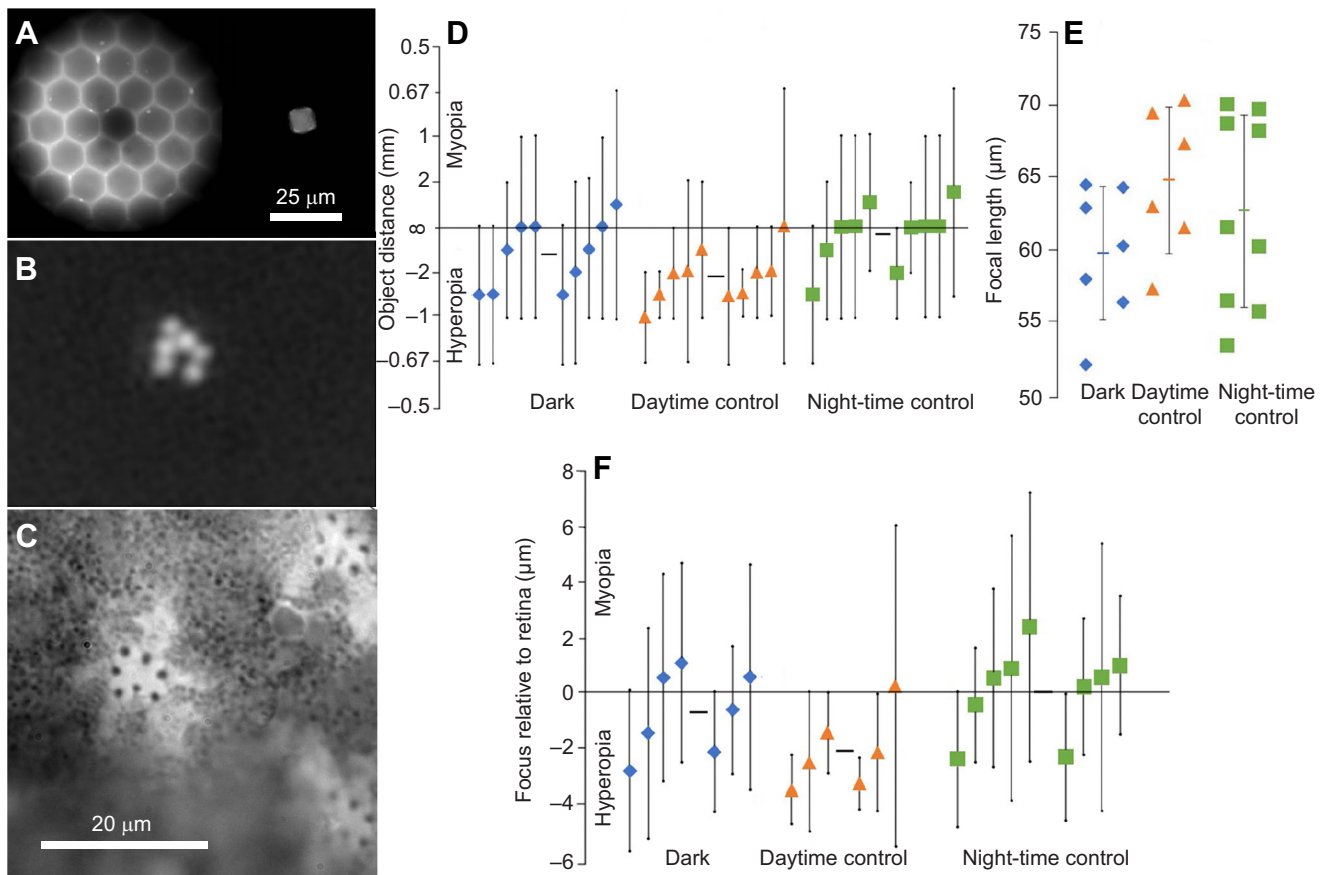 A
25 μm
B
C
20 μm
D
Object distance (mm)
Myopia
Hyperopia
0.5
0.67
1
2
∞
–2
–1
–0.67
–0.5
Dark
Daytime control
Night-time control
E
Focal length (μm)
75
70
65
60
55
50
Dark
Daytime
control
Night-time
control
F
Focus relative to retina (μm)
Myopia
Hyperopia
8
6
4
2
0
–2
–4
–6
Dark
Daytime control
Night-time control